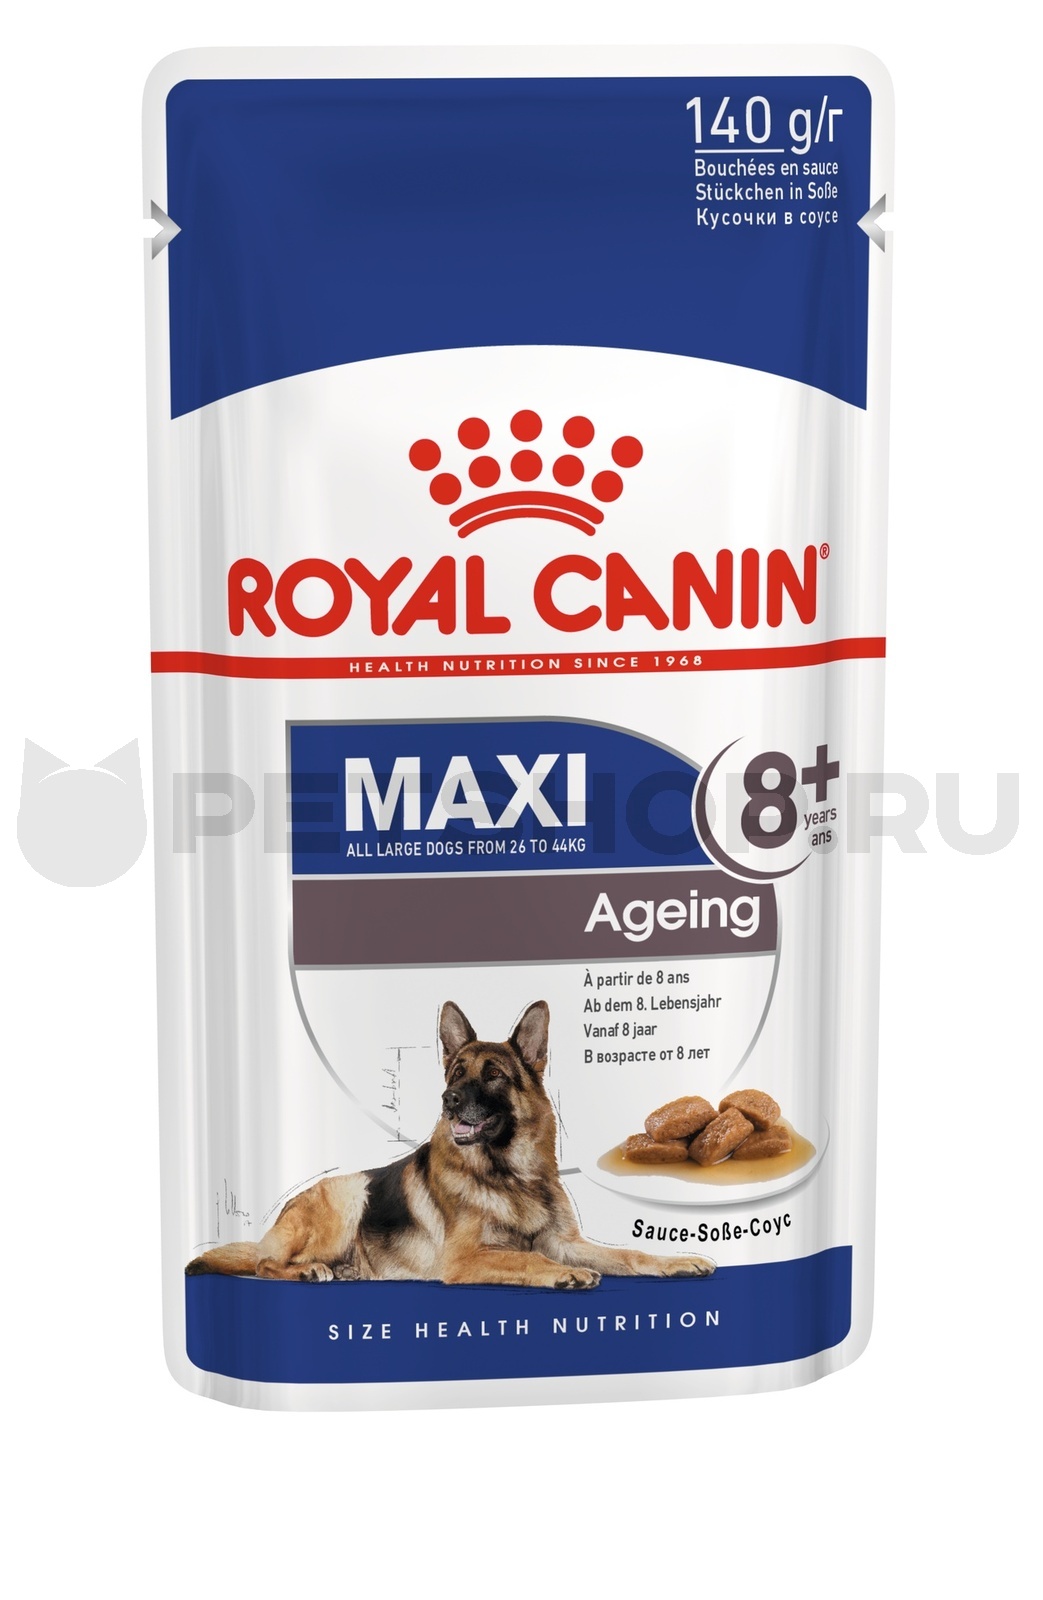 140 g/г
Bouchées en sauce
Stückchen in Soße
Кусочки в соусе
ROYAL CANIN®
HEALTH NUTRITION SINCE 1968
MAXI
ALL LARGE DOGS FROM 26 TO 44KG
8+
years
ans
PETSHOP.RU
Ageing
À partir de 8 ans
Ab dem 8. Lebensjahr
Vanaf 8 jaar
В возрасте от 8 лет
Sauce-Soße-Соус
SIZE HEALTH NUTRITION